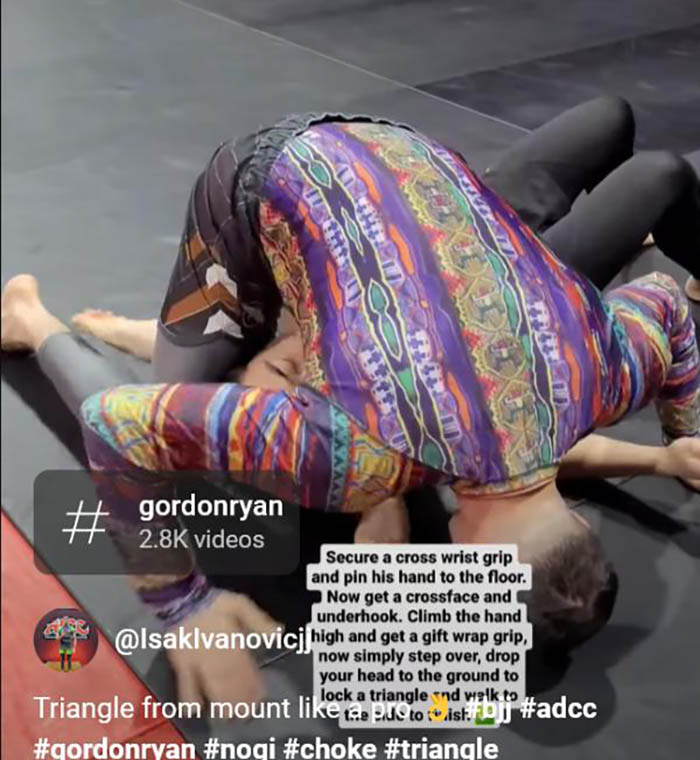 # gordonryan
2.8K videos
Secure a cross wrist grip
and pin his hand to the floor.
Now get a crossface and
underhook. Climb the hand
high and get a gift wrap grip,
now simply step over, drop
your head to the ground to
lock a triangle and walk to
the side to finish ✅
@IsakIvanovicjj
Triangle from mount like a pro 👌 #bjj #adcc
#gordonryan #nogi #choke #triangle